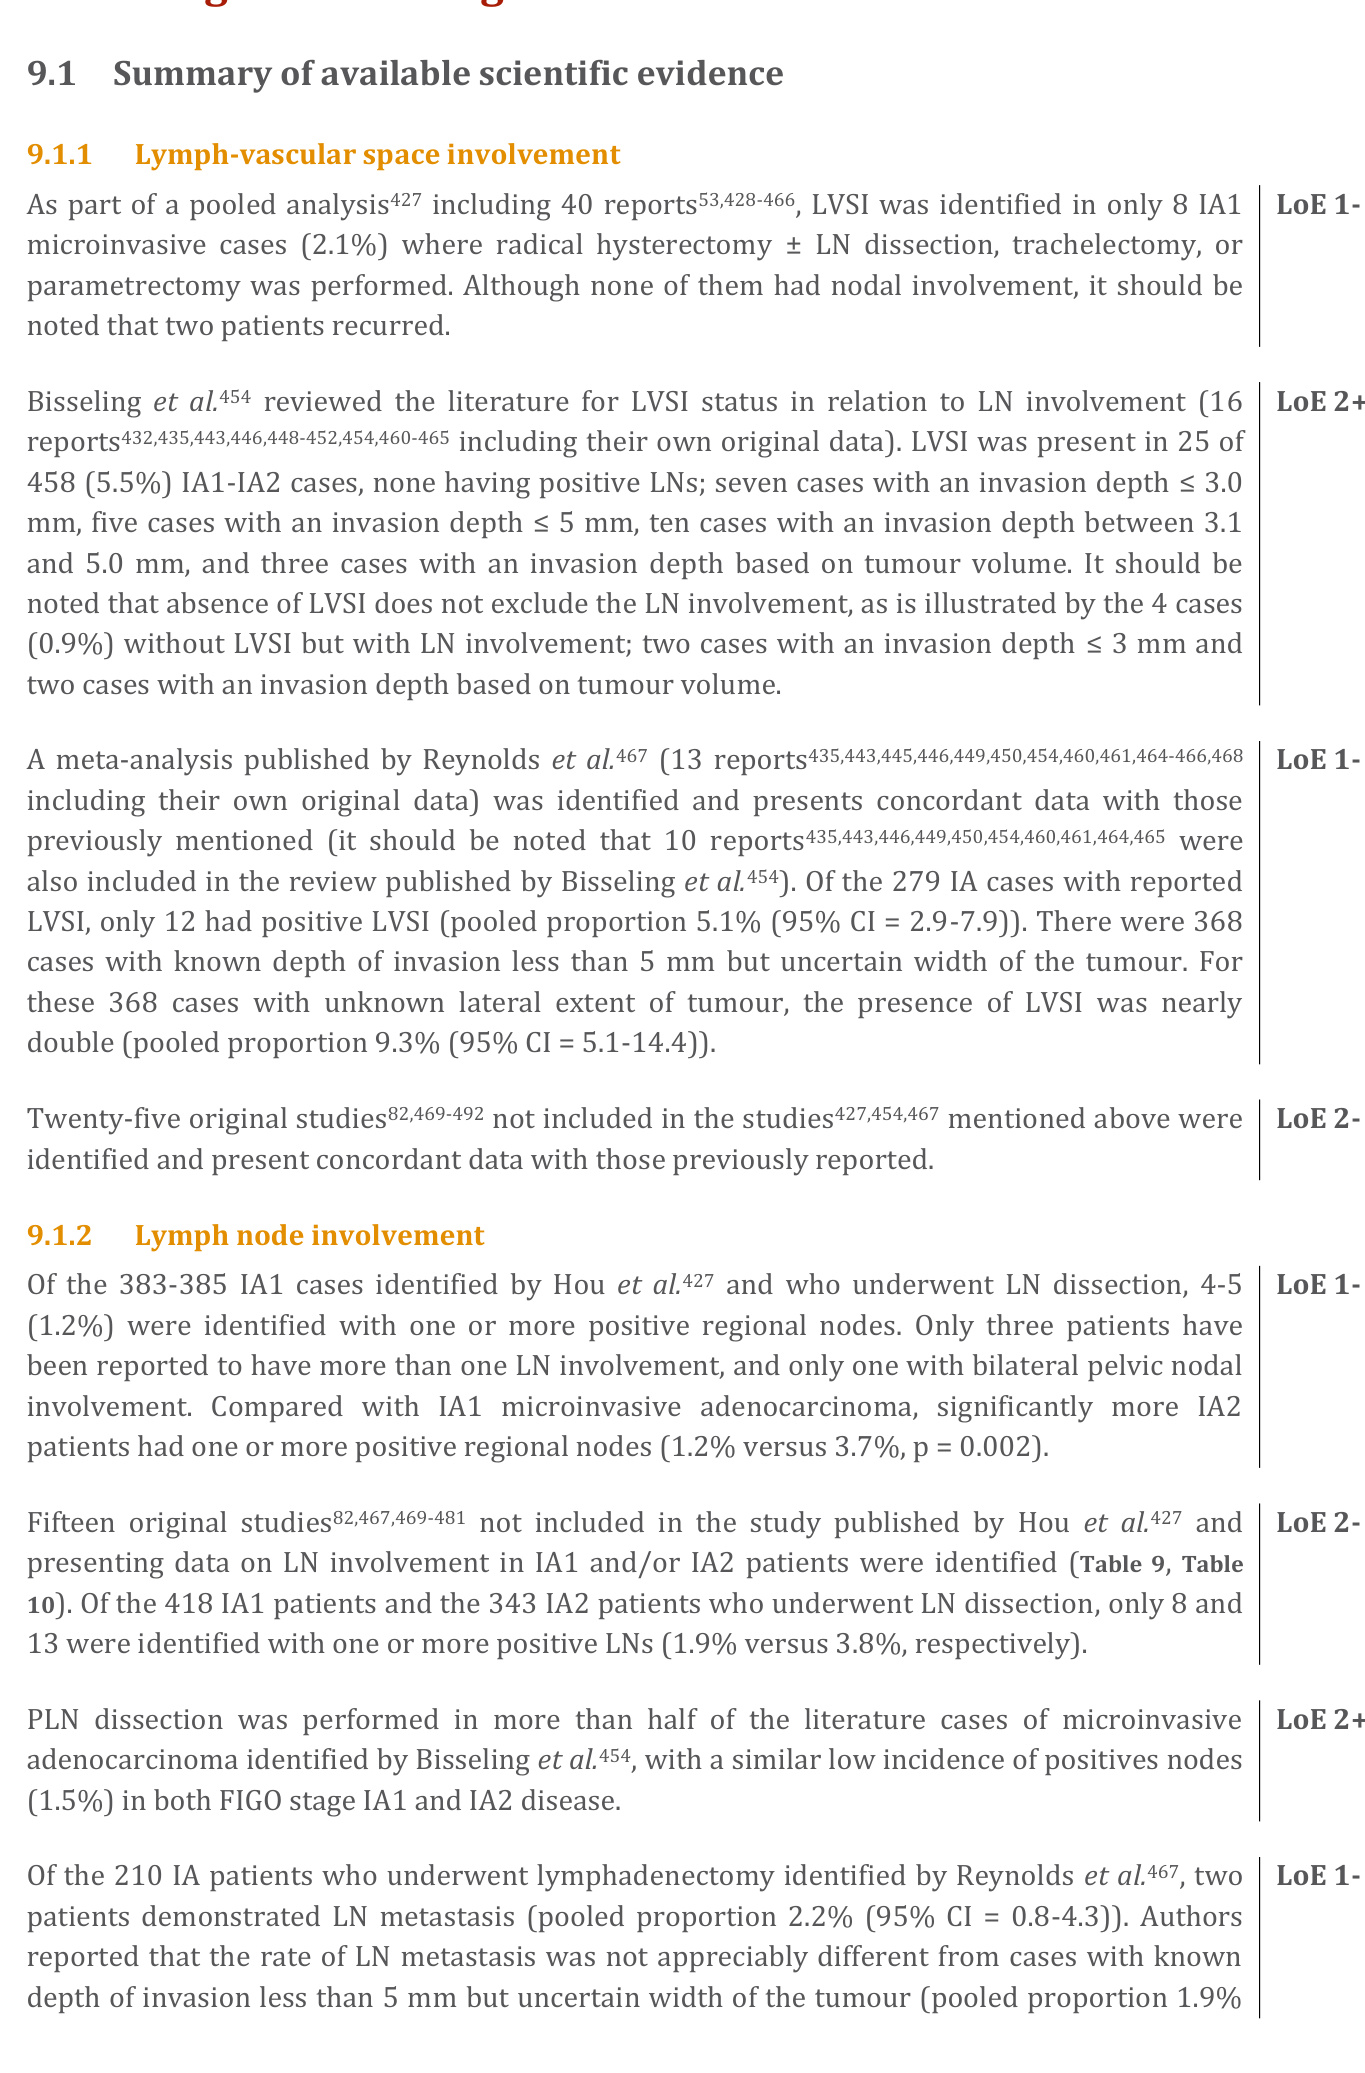 9.1 Summary of available scientific evidence
9.1.1 Lymph-vascular space involvement
As part of a pooled analysis427 including 40 reports53,428-466, LVSI was identified in only 8 IA1 LoE 1-
microinvasive cases (2.1%) where radical hysterectomy ± LN dissection, trachelectomy, or
parametrectomy was performed. Although none of them had nodal involvement, it should be
noted that two patients recurred.
Bisseling et al.454 reviewed the literature for LVSI status in relation to LN involvement (16 LoE 2+
reports432,435,443,446,448-452,454,460-465 including their own original data). LVSI was present in 25 of
458 (5.5%) IA1-IA2 cases, none having positive LNs; seven cases with an invasion depth ≤ 3.0
mm, five cases with an invasion depth ≤ 5 mm, ten cases with an invasion depth between 3.1
and 5.0 mm, and three cases with an invasion depth based on tumour volume. It should be
noted that absence of LVSI does not exclude the LN involvement, as is illustrated by the 4 cases
(0.9%) without LVSI but with LN involvement; two cases with an invasion depth ≤ 3 mm and
two cases with an invasion depth based on tumour volume.
A meta-analysis published by Reynolds et al.467 (13 reports435,443,445,446,449,450,454,460,461,464-466,468 LoE 1-
including their own original data) was identified and presents concordant data with those
previously mentioned (it should be noted that 10 reports435,443,446,449,450,454,460,461,464,465 were
also included in the review published by Bisseling et al.454). Of the 279 IA cases with reported
LVSI, only 12 had positive LVSI (pooled proportion 5.1% (95% CI = 2.9-7.9)). There were 368
cases with known depth of invasion less than 5 mm but uncertain width of the tumour. For
these 368 cases with unknown lateral extent of tumour, the presence of LVSI was nearly
double (pooled proportion 9.3% (95% CI = 5.1-14.4)).
Twenty-five original studies82,469-492 not included in the studies427,454,467 mentioned above were LoE 2-
identified and present concordant data with those previously reported.
9.1.2 Lymph node involvement
Of the 383-385 IA1 cases identified by Hou et al.427 and who underwent LN dissection, 4-5 LoE 1-
(1.2%) were identified with one or more positive regional nodes. Only three patients have
been reported to have more than one LN involvement, and only one with bilateral pelvic nodal
involvement. Compared with IA1 microinvasive adenocarcinoma, significantly more IA2
patients had one or more positive regional nodes (1.2% versus 3.7%, p = 0.002).
Fifteen original studies82,467,469-481 not included in the study published by Hou et al.427 and LoE 2-
presenting data on LN involvement in IA1 and/or IA2 patients were identified (Table 9, Table
10). Of the 418 IA1 patients and the 343 IA2 patients who underwent LN dissection, only 8 and
13 were identified with one or more positive LNs (1.9% versus 3.8%, respectively).
PLN dissection was performed in more than half of the literature cases of microinvasive LoE 2+
adenocarcinoma identified by Bisseling et al.454, with a similar low incidence of positives nodes
(1.5%) in both FIGO stage IA1 and IA2 disease.
Of the 210 IA patients who underwent lymphadenectomy identified by Reynolds et al.467, two LoE 1-
patients demonstrated LN metastasis (pooled proportion 2.2% (95% CI = 0.8-4.3)). Authors
reported that the rate of LN metastasis was not appreciably different from cases with known
depth of invasion less than 5 mm but uncertain width of the tumour (pooled proportion 1.9%